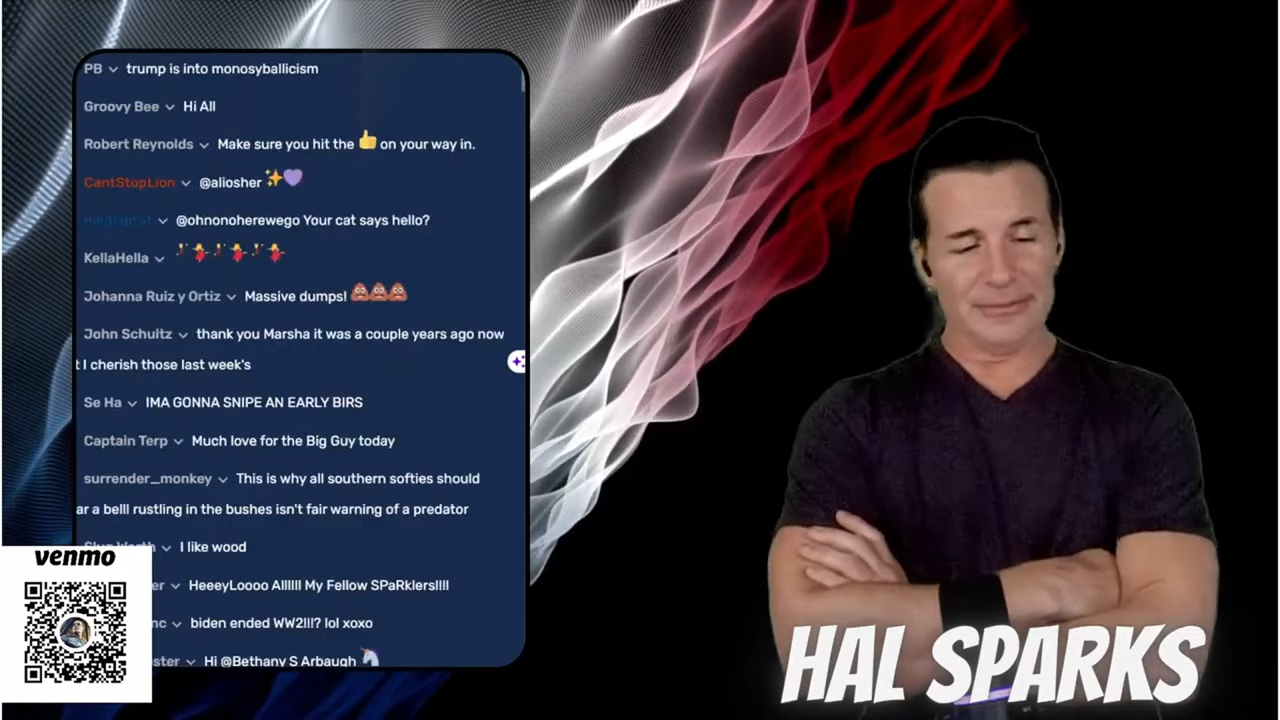 PB trump is into monosyballicism
Groovy Bee Hi All
Robert Reynolds Make sure you hit the 👍 on your way in.
CantStopLion @aliosher ✨💜
mediabrat @ohnonoherewego Your cat says hello?
KellaHella
Johanna Ruiz y Ortiz Massive dumps! 💩💩💩
John Schultz thank you Marsha it was a couple years ago now
t I cherish those last week's
Se Ha IMA GONNA SNIPE AN EARLY BIRS
Captain Terp Much love for the Big Guy today
surrender_monkey This is why all southern softies should
ar a belll rustling in the bushes isn't fair warning of a predator
I like wood
er HeeeyLoooo Allllll My Fellow SPaRklers!!!!
nc biden ended WW2!!!? lol xoxo
ster Hi @Bethany S Arbaugh 🦄
venmo
HAL SPARKS